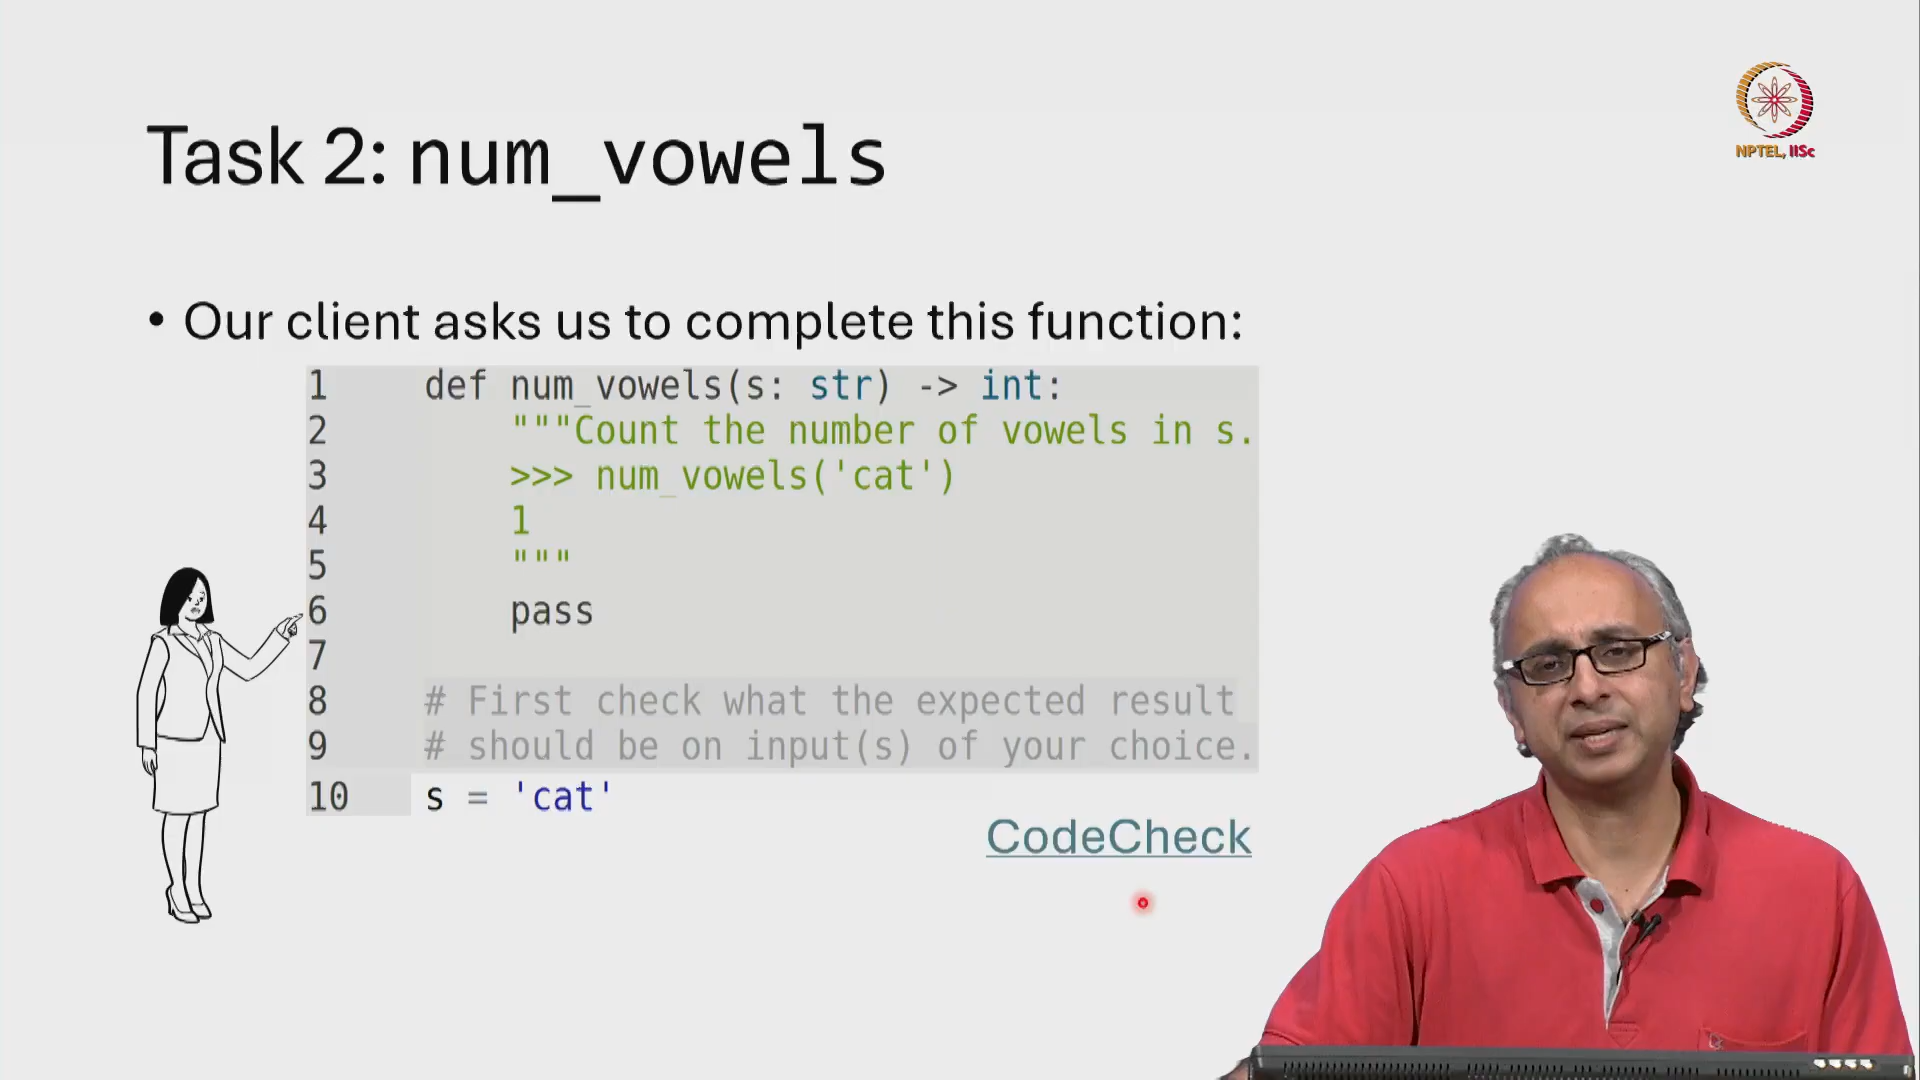 NPTEL, IISc
Task 2: num_vowels
• Our client asks us to complete this function:
1 def num_vowels(s: str) -> int:
2 """Count the number of vowels in s.
3 >>> num_vowels('cat')
4 1
5 """
6 pass
7
8 # First check what the expected result
9 # should be on input(s) of your choice.
10 s = 'cat'
CodeCheck